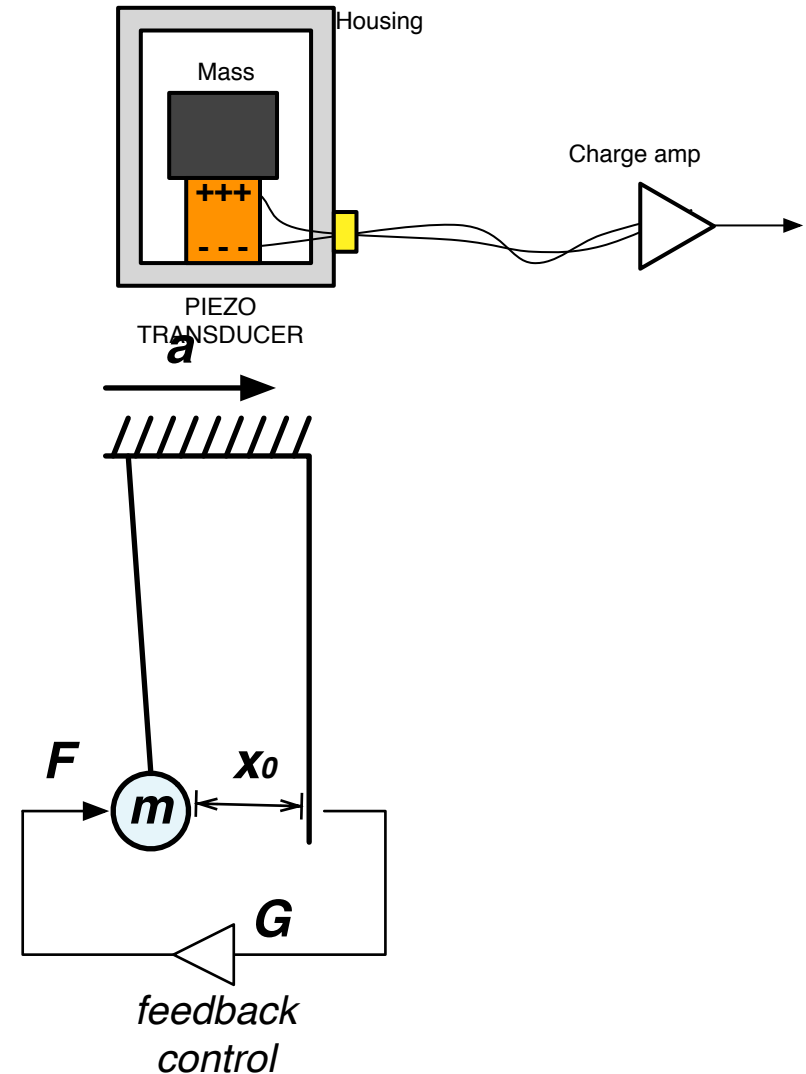 Housing
Mass
Charge amp
+++
- - -
PIEZO
TRANSDUCER
a
F
x0
m
G
feedback
control